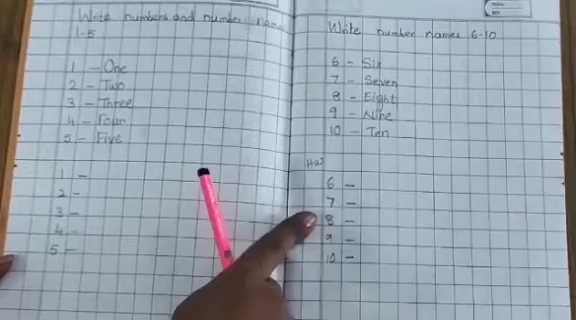 Write numbers and number name
1-5
1 - One
2 - Two
3 - Three
4 - Four
5 - Five
1 -
2 -
3 -
4 -
5 -
Write number names 6-10
6 - Six
7 - Seven
8 - Eight
9 - Nine
10 - Ten
HW
6 -
7 -
8 -
9 -
10 -